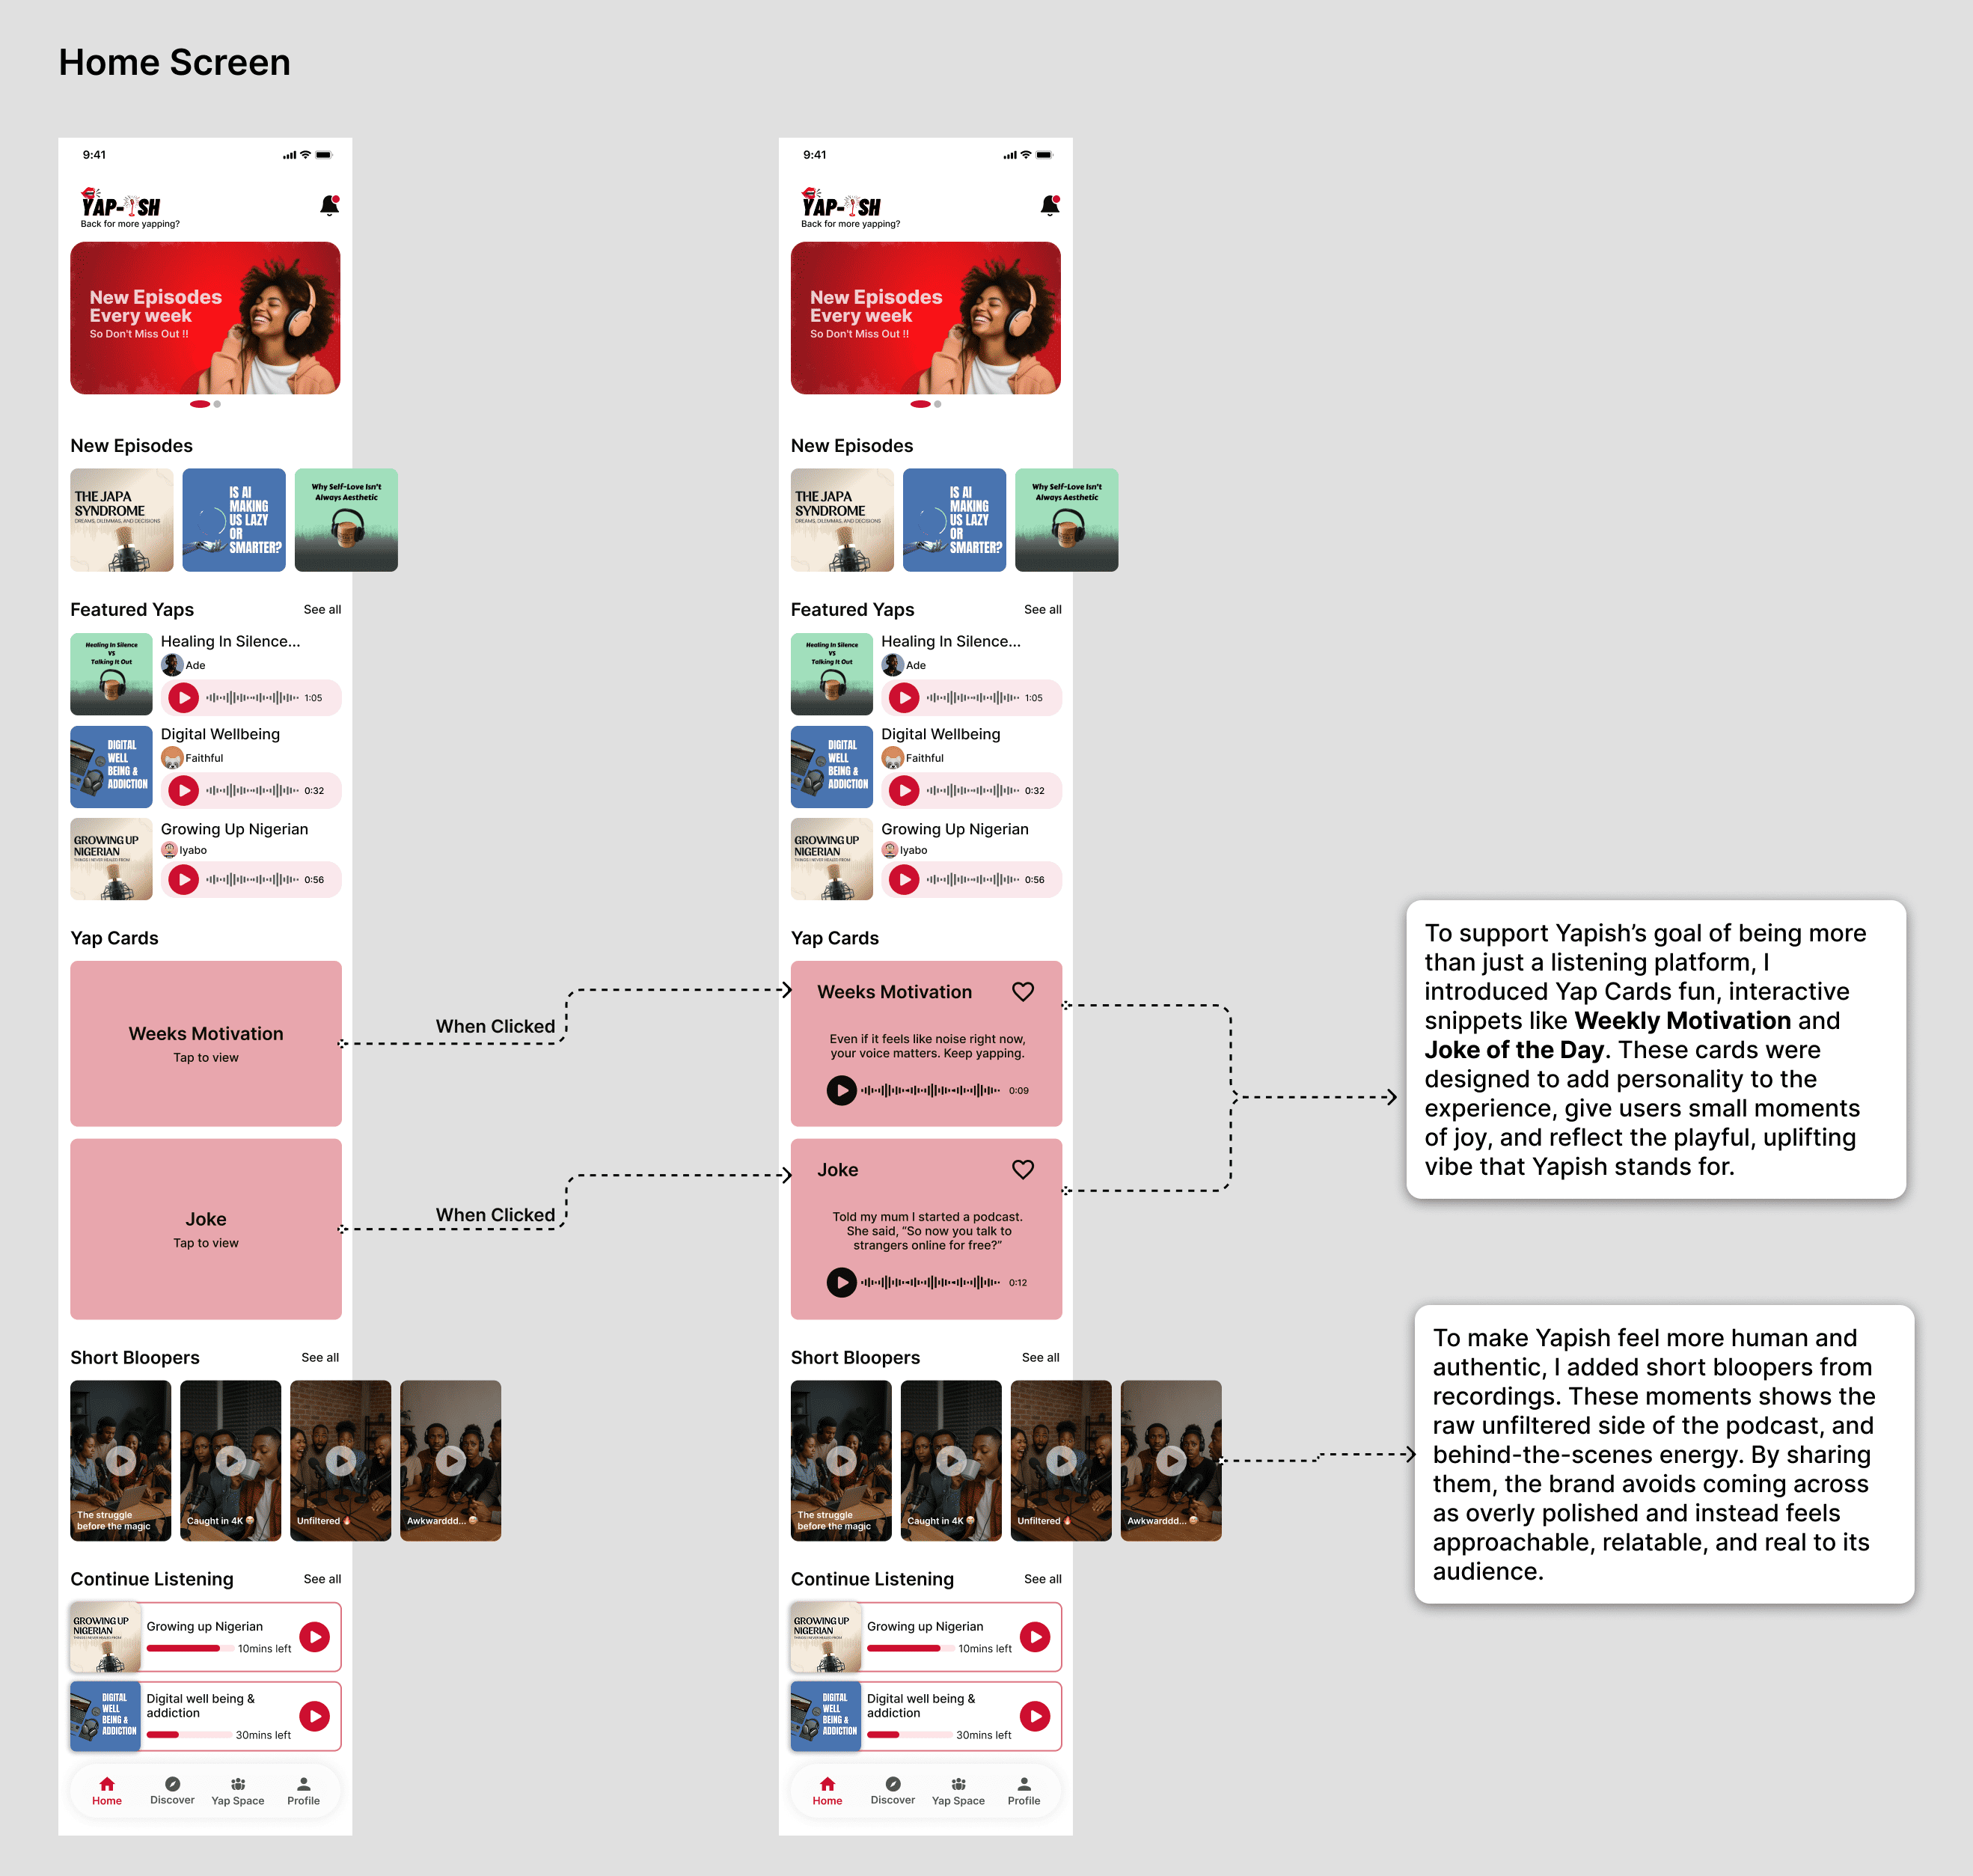 Home Screen
9:41
YAP-ISH
Back for more yapping?
New Episodes
Every week
So Don't Miss Out !!
New Episodes
THE JAPA
SYNDROME
DREAMS, DILEMMAS, AND DECISIONS
IS AI
MAKING
US LAZY
OR
SMARTER?
Why Self-Love Isn't
Always Aesthetic
Featured Yaps
See all
Healing In Silence
VS
Talking It Out
Healing In Silence...
Ade
1:05
DIGITAL
WELL
BEING &
ADDICTION
Digital Wellbeing
Faithful
0:32
GROWING UP
NIGERIAN
THINGS I NEVER HEALED FROM
Growing Up Nigerian
Iyabo
0:56
Yap Cards
Weeks Motivation
Tap to view
When Clicked
Joke
Tap to view
When Clicked
Short Bloopers
See all
The struggle
before the magic
Caught in 4K 😁
Unfiltered 🔥
Awkwarddd...
Continue Listening
See all
GROWING UP
NIGERIAN
THINGS I NEVER HEALED FROM
Growing up Nigerian
10mins left
DIGITAL
WELL
BEING &
ADDICTION
Digital well being &
addiction
30mins left
Home
Discover
Yap Space
Profile
9:41
YAP-ISH
Back for more yapping?
New Episodes
Every week
So Don't Miss Out !!
New Episodes
THE JAPA
SYNDROME
DREAMS, DILEMMAS, AND DECISIONS
IS AI
MAKING
US LAZY
OR
SMARTER?
Why Self-Love Isn't
Always Aesthetic
Featured Yaps
See all
Healing In Silence
VS
Talking It Out
Healing In Silence...
Ade
1:05
DIGITAL
WELL
BEING &
ADDICTION
Digital Wellbeing
Faithful
0:32
GROWING UP
NIGERIAN
THINGS I NEVER HEALED FROM
Growing Up Nigerian
Iyabo
0:56
Yap Cards
Weeks Motivation
Even if it feels like noise right now,
your voice matters. Keep yapping.
0:09
Joke
Told my mum I started a podcast.
She said, “So now you talk to
strangers online for free?”
0:12
Short Bloopers
See all
The struggle
before the magic
Caught in 4K 😁
Unfiltered 🔥
Awkwarddd...
Continue Listening
See all
GROWING UP
NIGERIAN
THINGS I NEVER HEALED FROM
Growing up Nigerian
10mins left
DIGITAL
WELL
BEING &
ADDICTION
Digital well being &
addiction
30mins left
Home
Discover
Yap Space
Profile
To support Yapish’s goal of being more
than just a listening platform, I
introduced Yap Cards fun, interactive
snippets like Weekly Motivation and
Joke of the Day. These cards were
designed to add personality to the
experience, give users small moments
of joy, and reflect the playful, uplifting
vibe that Yapish stands for.
To make Yapish feel more human and
authentic, I added short bloopers from
recordings. These moments shows the
raw unfiltered side of the podcast, and
behind-the-scenes energy. By sharing
them, the brand avoids coming across
as overly polished and instead feels
approachable, relatable, and real to its
audience.